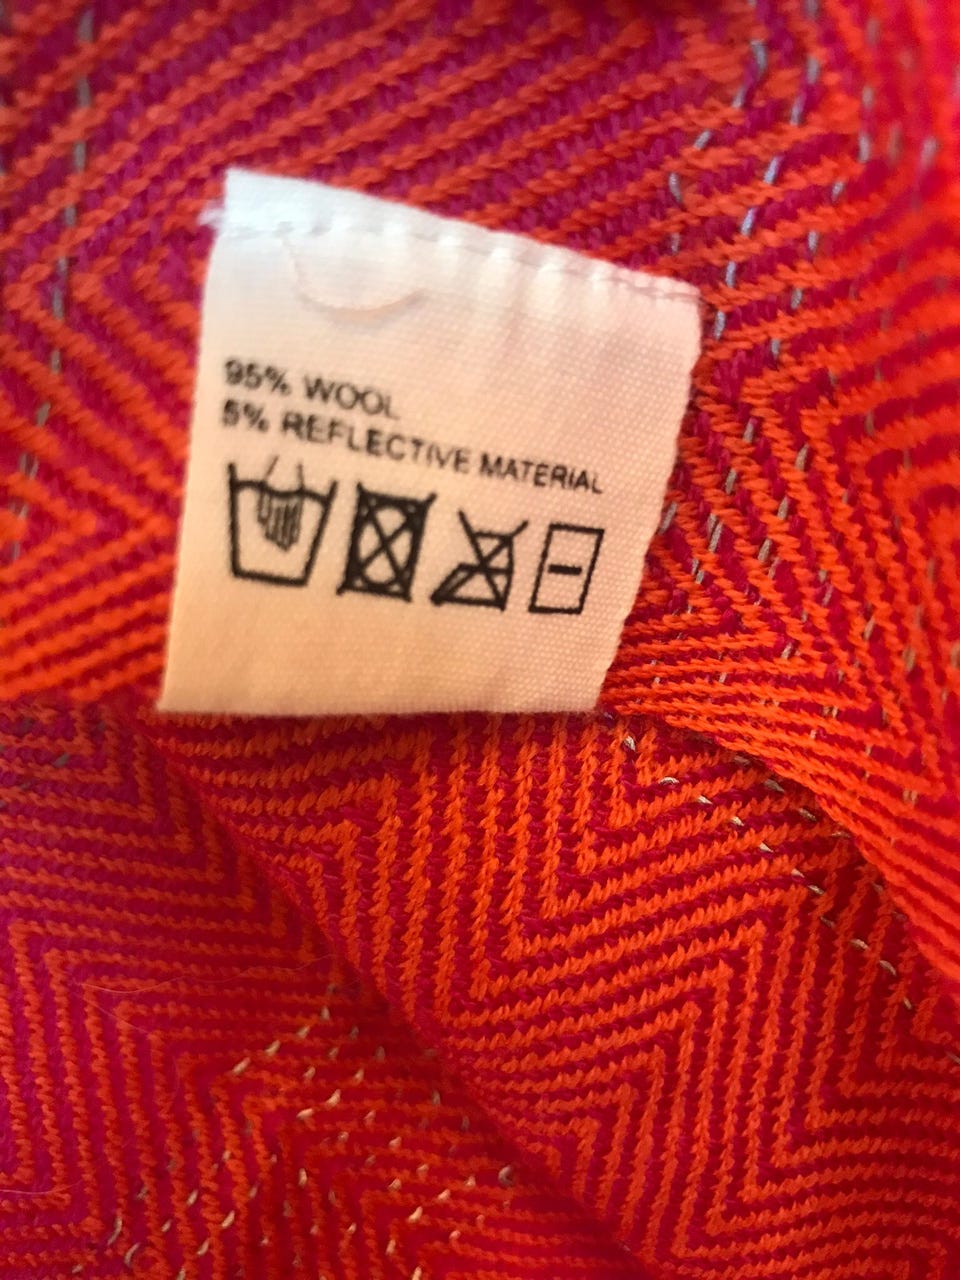 95% WOOL
5% REFLECTIVE MATERIAL